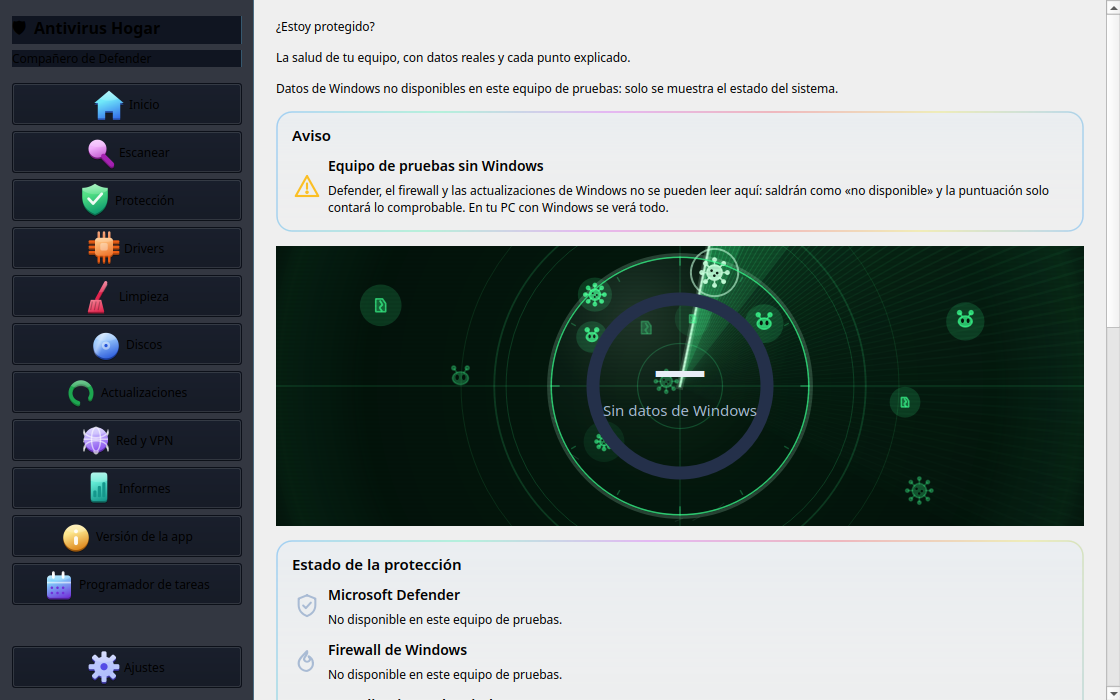 Antivirus Hogar
Compañero de Defender
Inicio
Escanear
Protección
Drivers
Limpieza
Discos
Actualizaciones
Red y VPN
Informes
Versión de la app
Programador de tareas
Ajustes
¿Estoy protegido?
La salud de tu equipo, con datos reales y cada punto explicado.
Datos de Windows no disponibles en este equipo de pruebas: solo se muestra el estado del sistema.
Aviso
Equipo de pruebas sin Windows
Defender, el firewall y las actualizaciones de Windows no se pueden leer aquí: saldrán como «no disponible» y la puntuación solo
contará lo comprobable. En tu PC con Windows se verá todo.
—
Sin datos de Windows
Estado de la protección
Microsoft Defender
No disponible en este equipo de pruebas.
Firewall de Windows
No disponible en este equipo de pruebas.